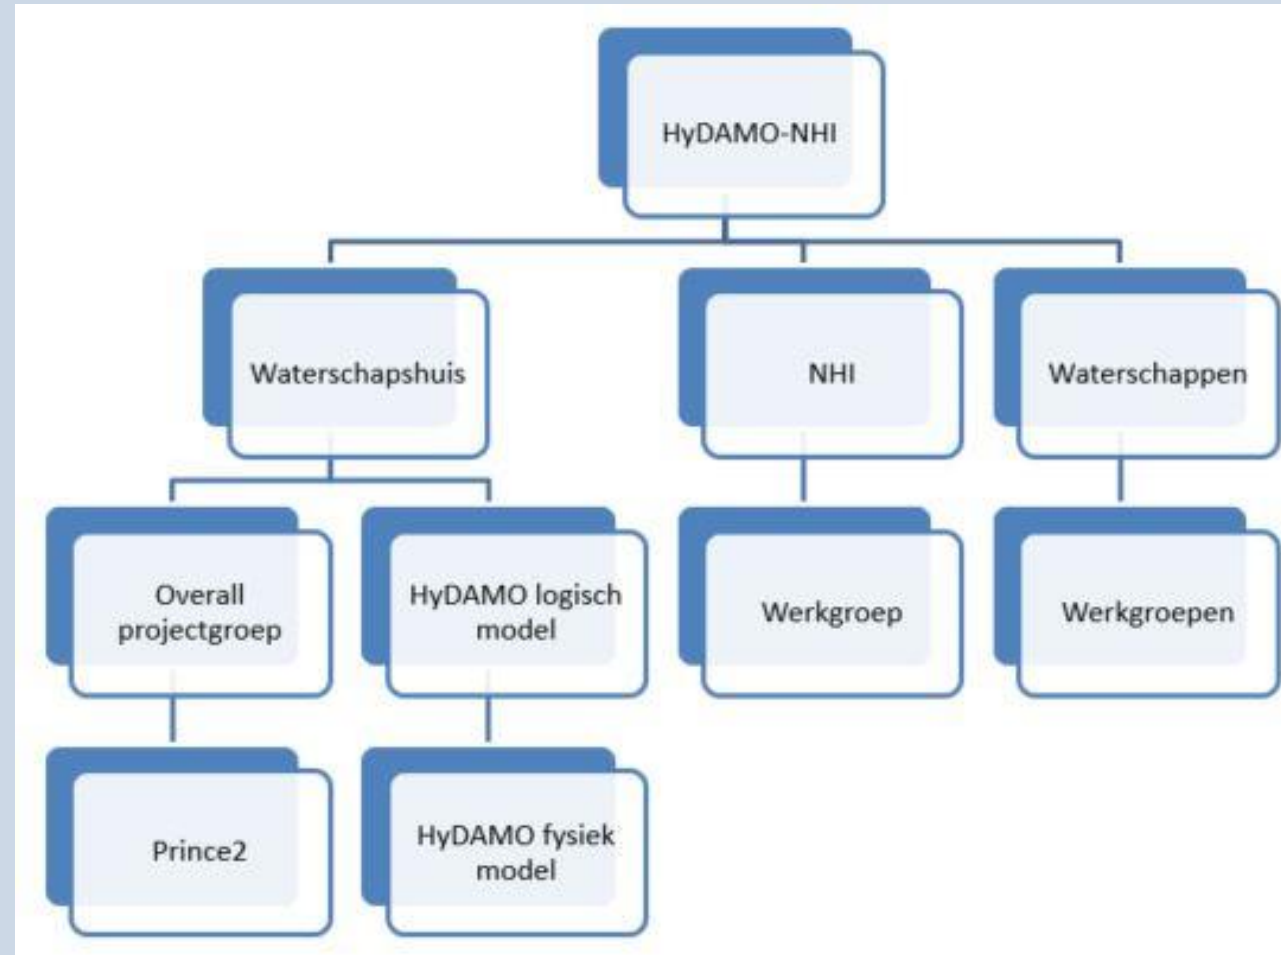 HyDAMO-NHI
Waterschapshuis
NHI
Waterschappen
Overall
projectgroep
HyDAMO logisch
model
Werkgroep
Werkgroepen
Prince2
HyDAMO fysiek
model